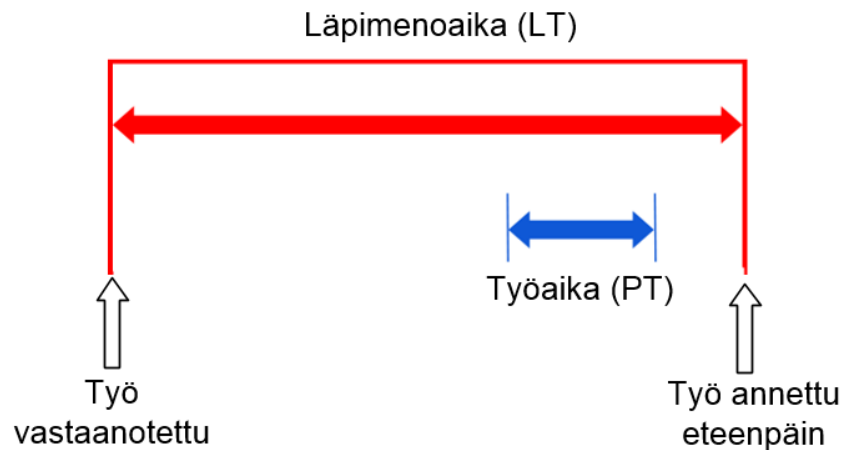 Läpimenoaika (LT)
Työaika (PT)
Työ
vastaanotettu
Työ annettu
eteenpäin